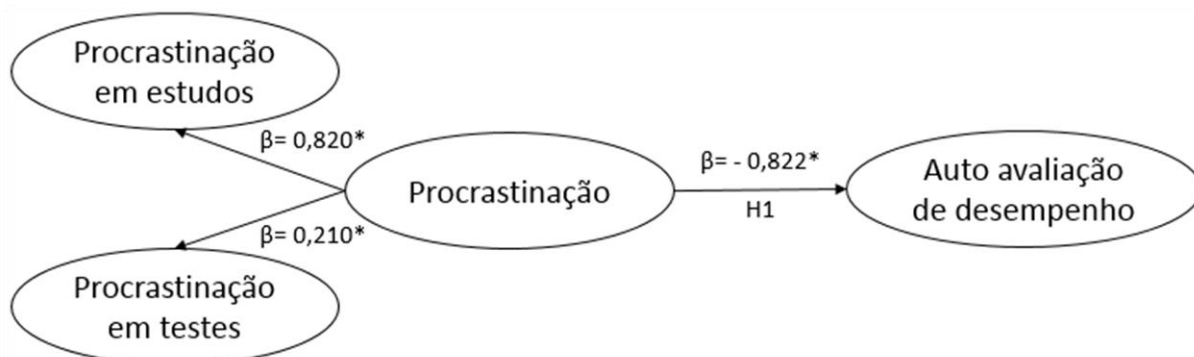 Procrastinação
em estudos
β= 0,820*
Procrastinação
β= - 0,822*
H1
Auto avaliação
de desempenho
β= 0,210*
Procrastinação
em testes